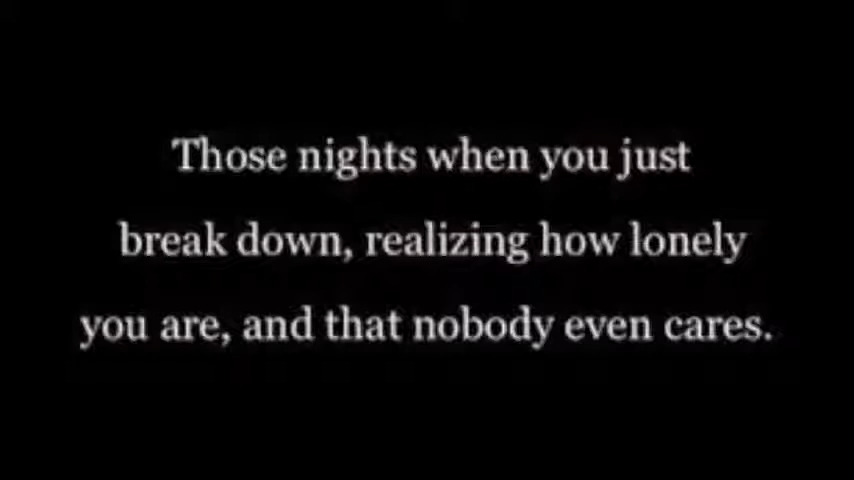 Those nights when you just
break down, realizing how lonely
you are, and that nobody even cares.